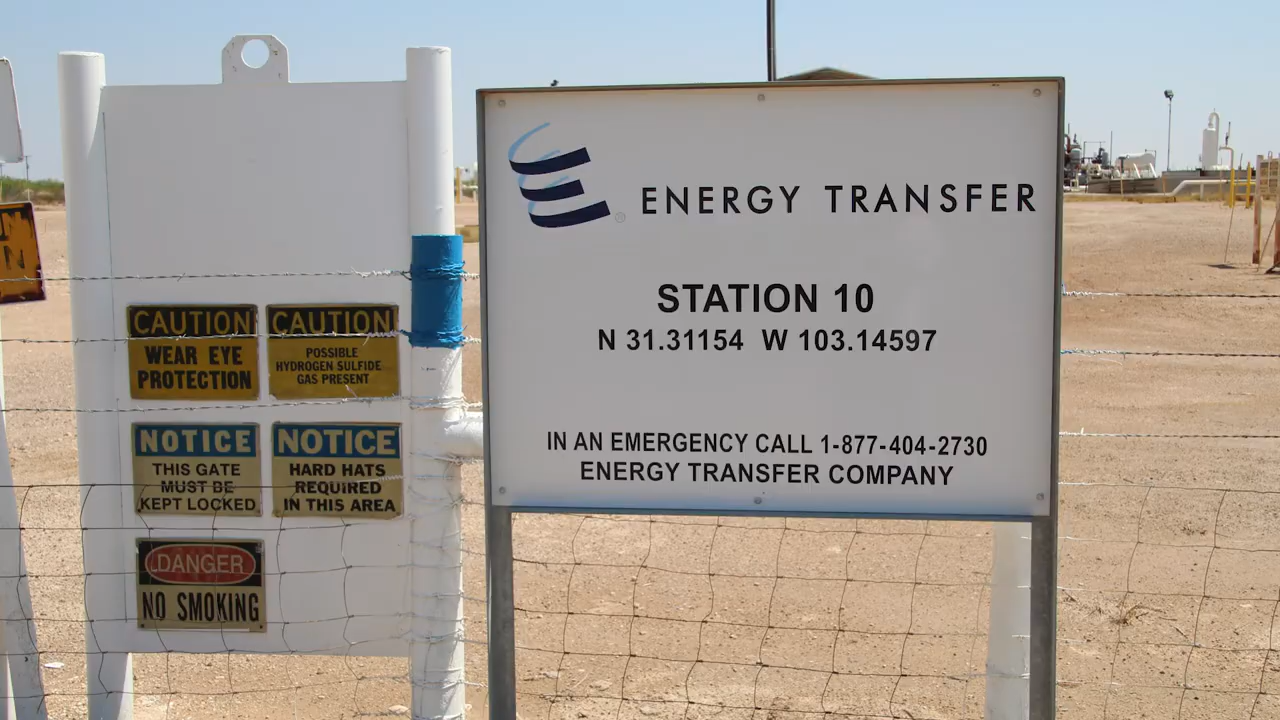 CAUTION
WEAR EYE
PROTECTION
CAUTION
POSSIBLE
HYDROGEN SULFIDE
GAS PRESENT
NOTICE
THIS GATE
MUST BE
KEPT LOCKED
NOTICE
HARD HATS
REQUIRED
IN THIS AREA
DANGER
NO SMOKING
ENERGY TRANSFER
STATION 10
N 31.31154 W 103.14597
IN AN EMERGENCY CALL 1-877-404-2730
ENERGY TRANSFER COMPANY